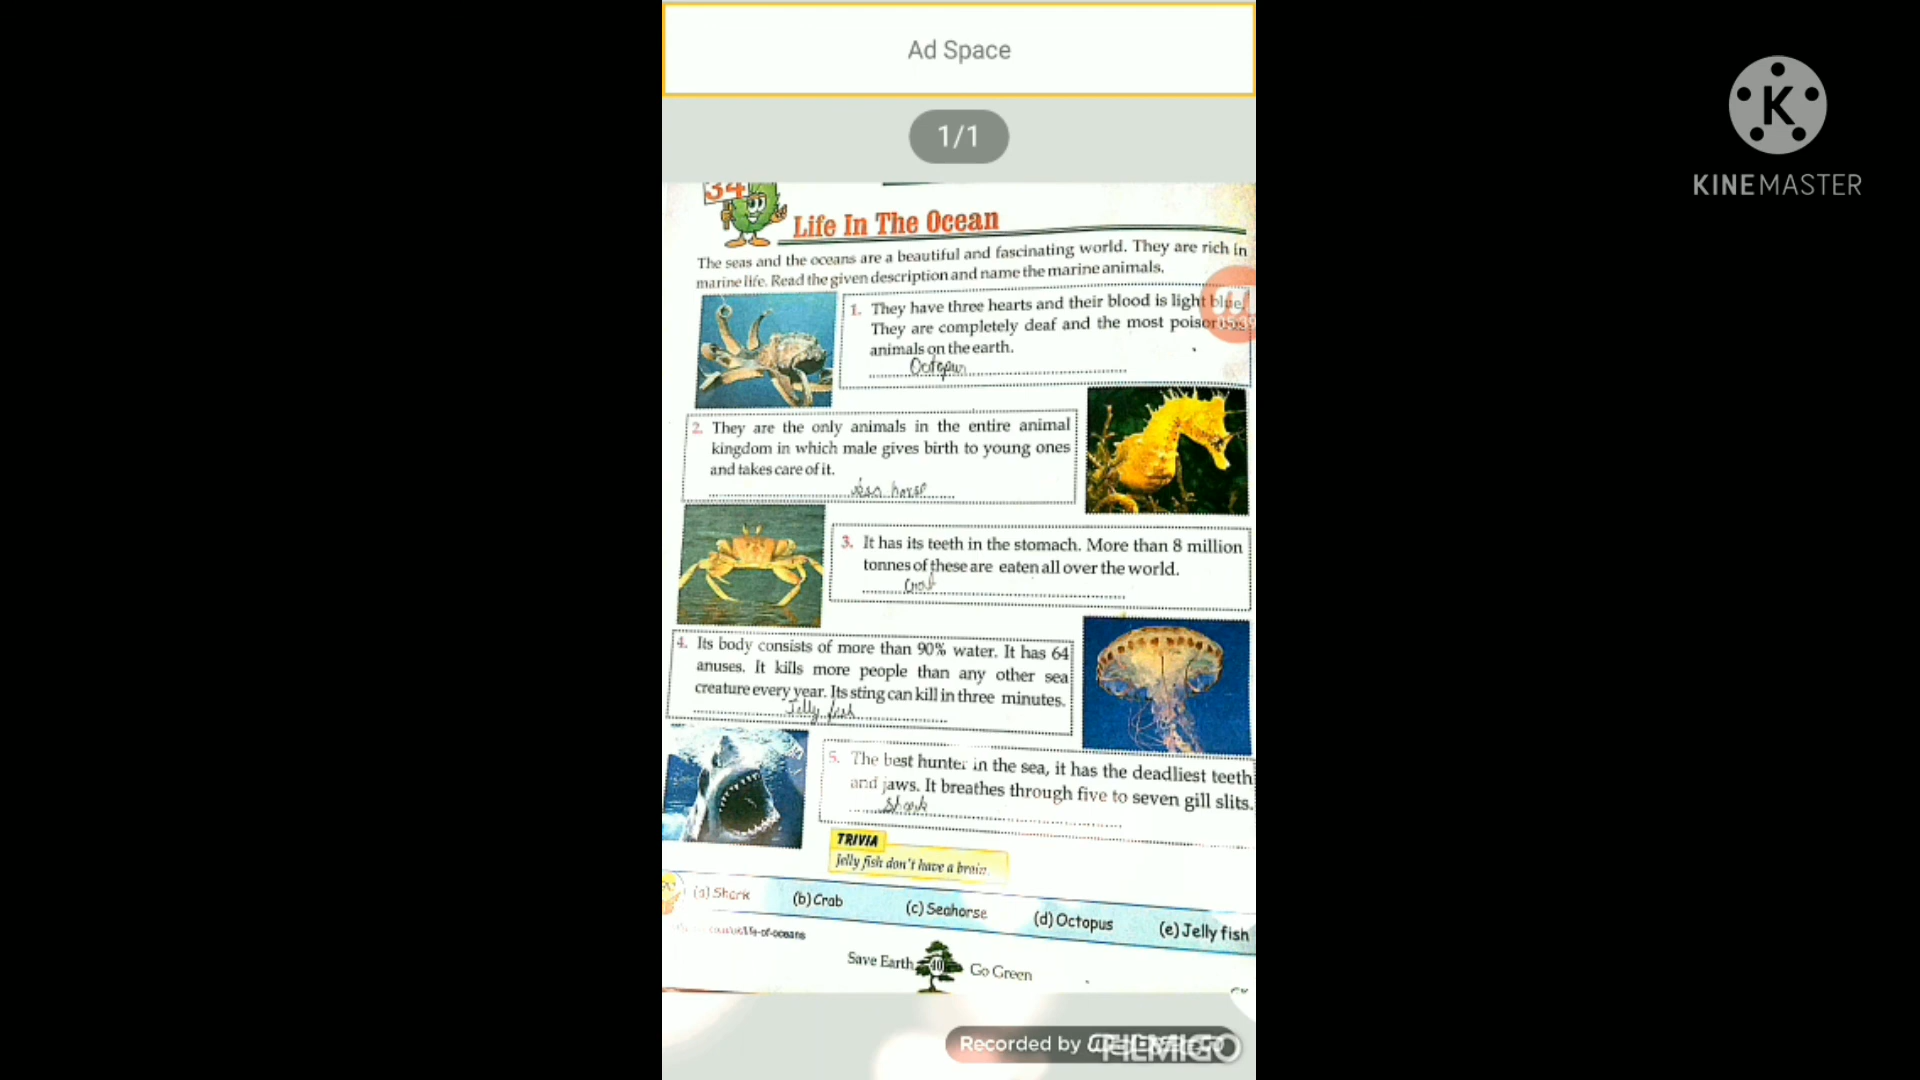 Ad Space
1/1
KINEMASTER
34
Life In The Ocean
The seas and the oceans are a beautiful and fascinating world. They are rich in
marine life. Read the given description and name the marine animals.
1. They have three hearts and their blood is light blue.
They are completely deaf and the most
animals on the earth.
Octopus
2. They are the only animals in the entire animal
kingdom in which male gives birth to young ones
and takes care of it.
sea horse
3. It has its teeth in the stomach. More than 8 million
tonnes of these are eaten all over the world.
Crab
4. Its body consists of more than 90% water. It has 64
anuses. It kills more people than any other sea
creature every year. Its sting can kill in three minutes.
Jelly fish
5. The best hunter in the sea, it has the deadliest teeth
and jaws. It breathes through five to seven gill slits.
Shark
TRIVIA
Jelly fish don't have a brain.
(a) Shark (b) Crab (c) Seahorse (d) Octopus (e) Jelly fish
Save Earth 40 Go Green
Recorded by
FILMIGO